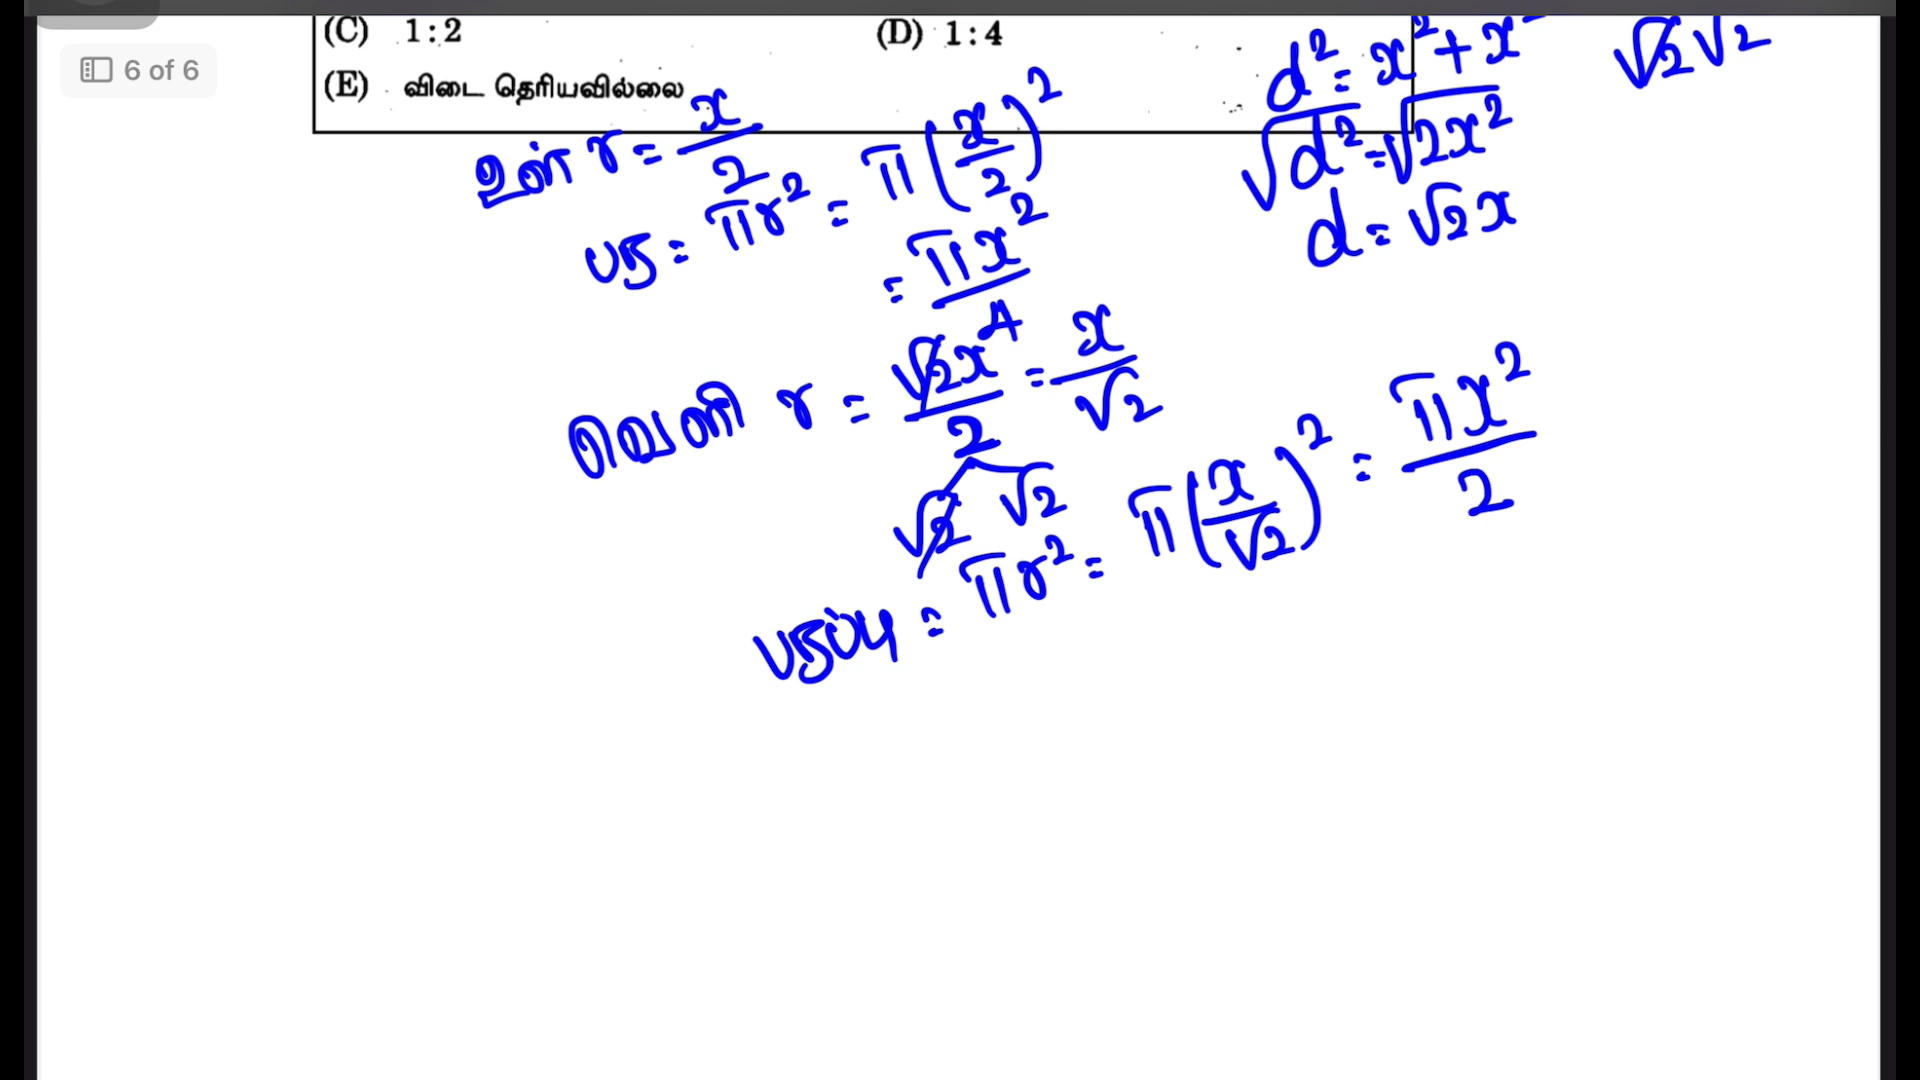 (C) 1 : 2 (D) 1 : 4
6 of 6
(E) விடை தெரியவில்லை
d² = x² + x²
√2 √2
√d² = √2x²
d = √2 x
உள் r = x/2
பர = πr² = π(x/2)²
= πx²/4
வெளி r = √2x/2 = x/√2
√2 √2
பரப்பு = πr² = π(x/√2)² = πx²/2